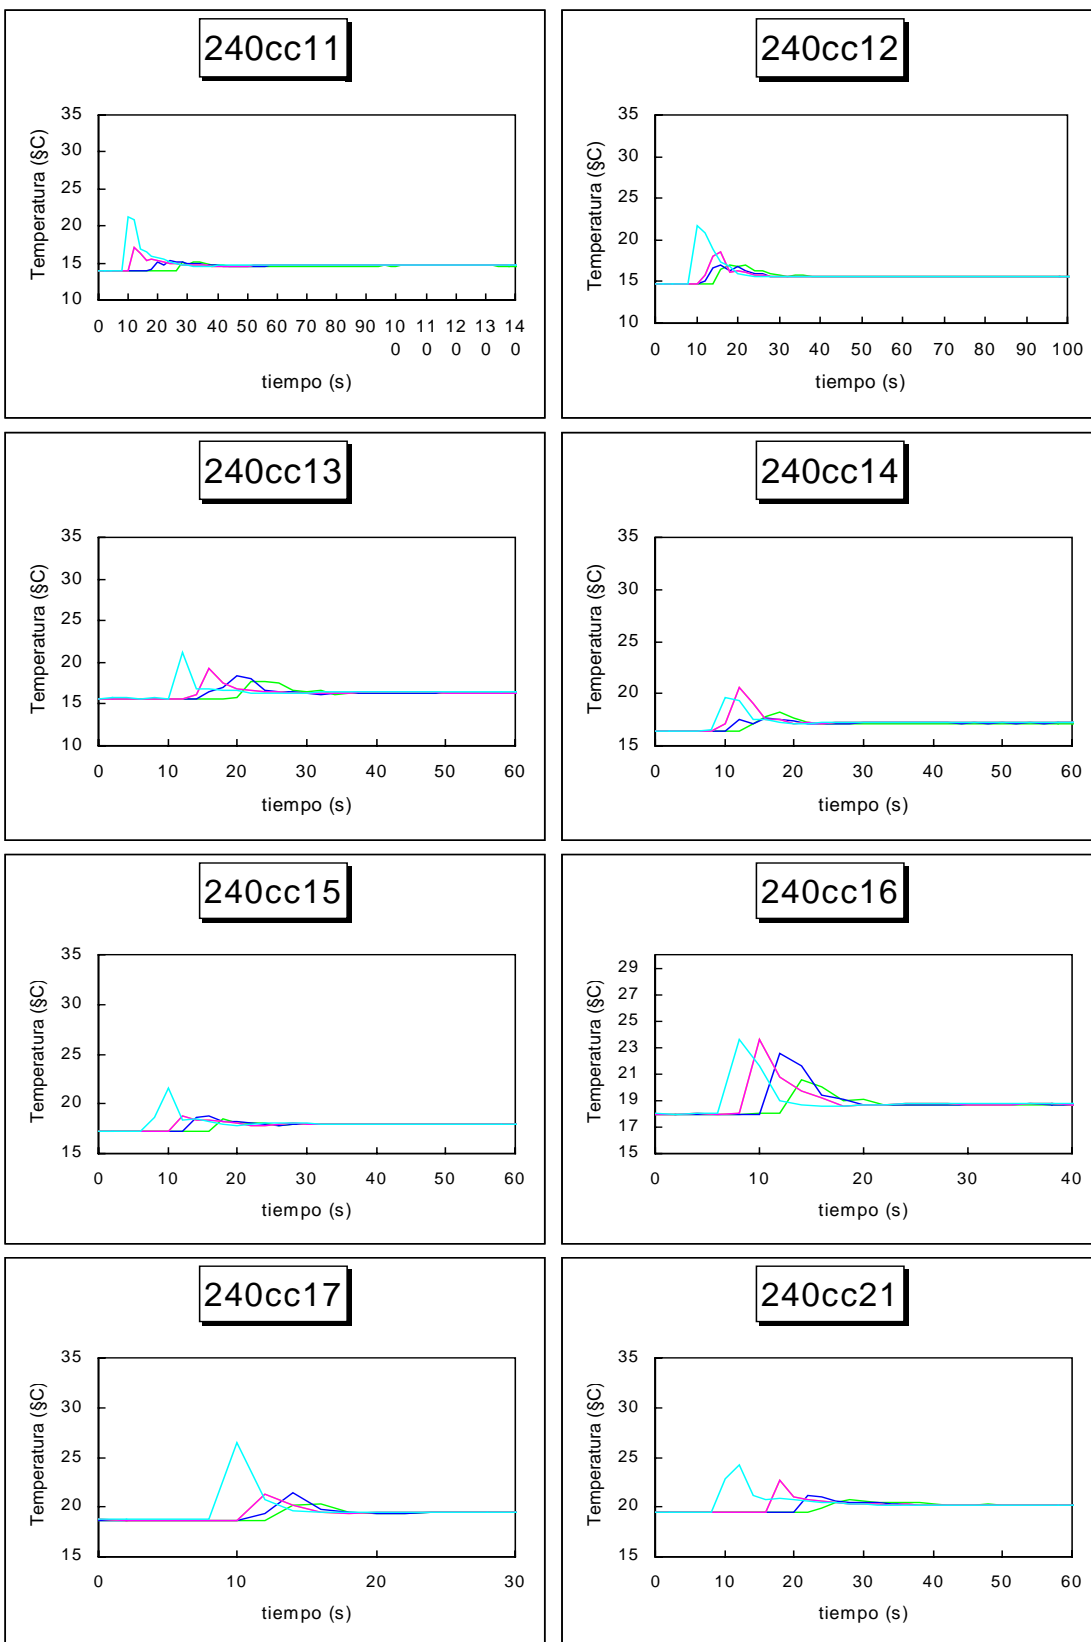 240cc11
Temperatura (§C)
35
30
25
20
15
10
0 10 20 30 40 50 60 70 80 90 10 11 12 13 14
0 0 0 0 0
tiempo (s)
240cc12
Temperatura (§C)
35
30
25
20
15
10
0 10 20 30 40 50 60 70 80 90 100
tiempo (s)
240cc13
Temperatura (§C)
35
30
25
20
15
10
0 10 20 30 40 50 60
tiempo (s)
240cc14
Temperatura (§C)
35
30
25
20
15
0 10 20 30 40 50 60
tiempo (s)
240cc15
Temperatura (§C)
35
30
25
20
15
0 10 20 30 40 50 60
tiempo (s)
240cc16
Temperatura (§C)
29
27
25
23
21
19
17
15
0 10 20 30 40
tiempo (s)
240cc17
Temperatura (§C)
35
30
25
20
15
0 10 20 30
tiempo (s)
240cc21
Temperatura (§C)
35
30
25
20
15
0 10 20 30 40 50 60
tiempo (s)